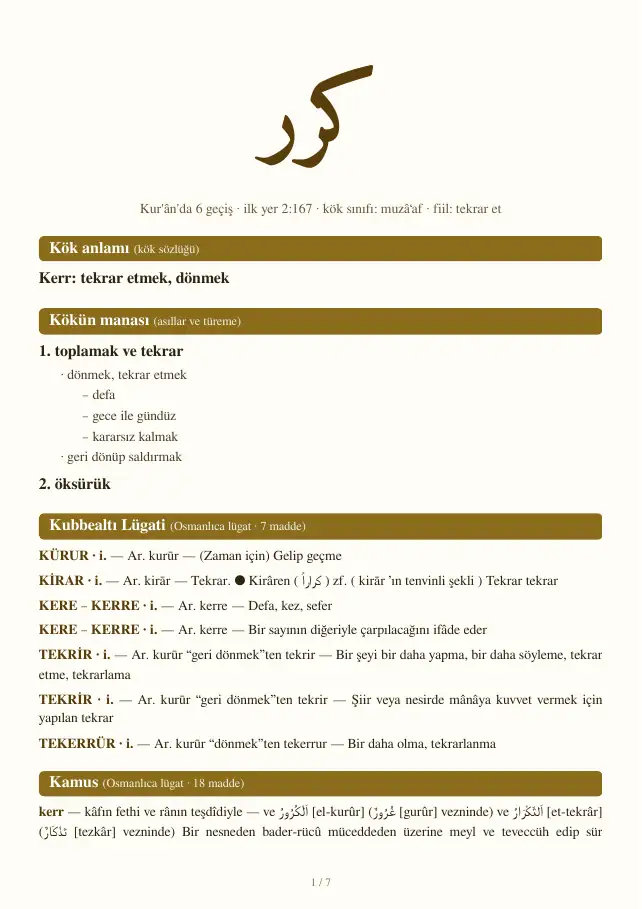 كرر
Kur'ân'da 6 geçiş · ilk yer 2:167 · kök sınıfı: muzâ'af · fiil: tekrar et
Kök anlamı (kök sözlüğü)
Kerr: tekrar etmek, dönmek
Kökün manası (asıllar ve türeme)
1. toplamak ve tekrar
· dönmek, tekrar etmek
– defa
– gece ile gündüz
– kararsız kalmak
· geri dönüp saldırmak
2. öksürük
Kubbealtı Lügati (Osmanlıca lügat · 7 madde)
KÜRUR · i. — Ar. kurūr — (Zaman için) Gelip geçme
KİRAR · i. — Ar. kirār — Tekrar. ● Kirâren ( كراراً ) zf. ( kirār 'ın tenvinli şekli ) Tekrar tekrar
KERE – KERRE · i. — Ar. kerre — Defa, kez, sefer
KERE – KERRE · i. — Ar. kerre — Bir sayının diğeriyle çarpılacağını ifâde eder
TEKRİR · i. — Ar. kurūr “geri dönmek”ten tekrir — Bir şeyi bir daha yapma, bir daha söyleme, tekrar
etme, tekrarlama
TEKRİR · i. — Ar. kurūr “geri dönmek”ten tekrir — Şiir veya nesirde mânâya kuvvet vermek için
yapılan tekrar
TEKERRÜR · i. — Ar. kurūr “dönmek”ten tekerrur — Bir daha olma, tekrarlanma
Kamus (Osmanlıca lügat · 18 madde)
kerr — kâfın fethi ve rânın teşdîdiyle — ve اَلْكُرُورُ [el-kurûr] (غُرُورٌ [gurûr] vezninde) ve اَلتَّكْرَارُ [et-tekrâr]
(تَذْكَارٌ [tezkâr] vezninde) Bir nesneden bader-rücû müceddeden üzerine meyl ve teveccüh edip sür
1 / 7